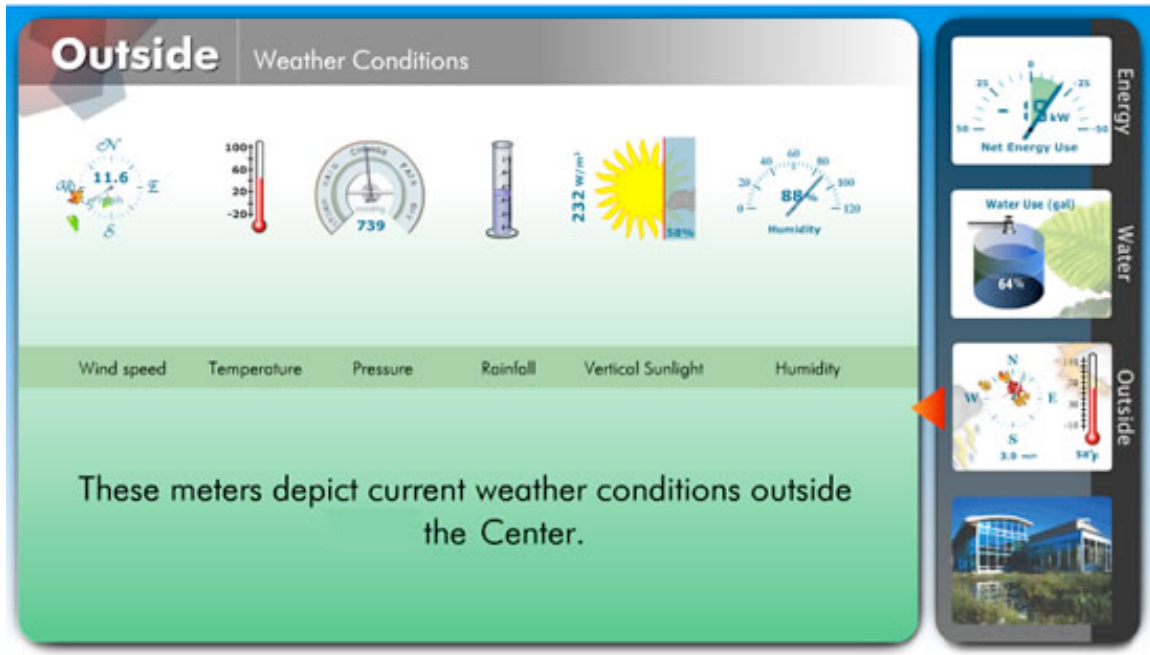 Outside Weather Conditions
N
11.6
E
S
100
60
20
-20
Change
739
232 W/m²
58%
0
20
40
60
80
100
120
88%
Humidity
Wind speed Temperature Pressure Rainfall Vertical Sunlight Humidity
These meters depict current weather conditions outside
the Center.
Energy
50
25
0
-25
-50
kW
Net Energy Use
Water
Water Use (gal)
64%
Outside
N
W
E
S
58°F